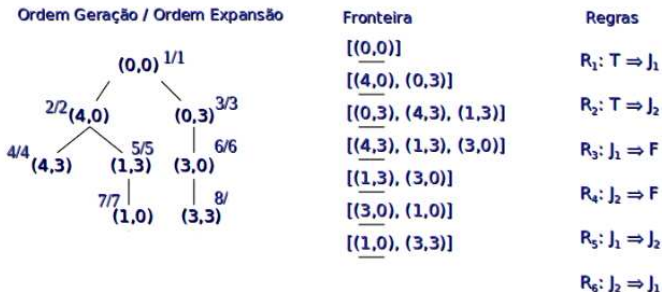 Ordem Geração / Ordem Expansão
(0,0) 1/1
2/2 (4,0) (0,3) 3/3
4/4 (4,3) 5/5 (1,3) (3,0) 6/6
7/7 (1,0) (3,3) 8/
Fronteira
[(0,0)]
[(4,0), (0,3)]
[(0,3), (4,3), (1,3)]
[(4,3), (1,3), (3,0)]
[(1,3), (3,0)]
[(3,0), (1,0)]
[(1,0), (3,3)]
Regras
R₁: T ⇒ J₁
R₂: T ⇒ J₂
R₃: J₁ ⇒ F
R₄: J₂ ⇒ F
R₅: J₁ ⇒ J₂
R₆: J₂ ⇒ J₁